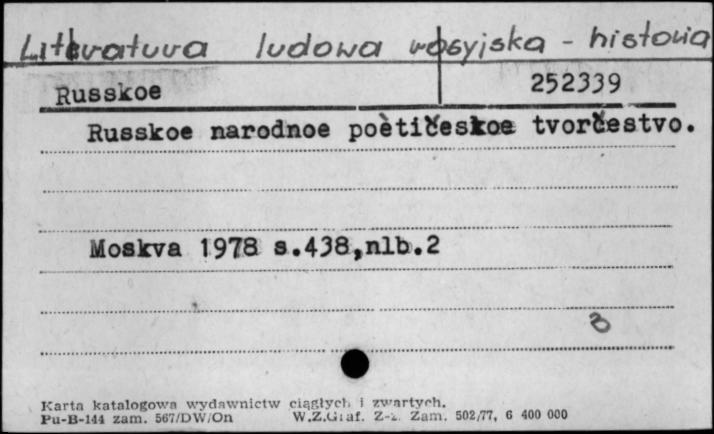 Literatura ludowa rosyjska - historia
Russkoe 252339
Russkoe narodnoe poètičeskoe tvorčestvo.
Moskva 1978 s.438,nlb.2
3
Karta katalogowa wydawnictw ciągłych i zwartych.
Pu-B-144 zam. 567/DW/On W.Z.Graf. Z-z. Zam. 502/77, 6 400 000